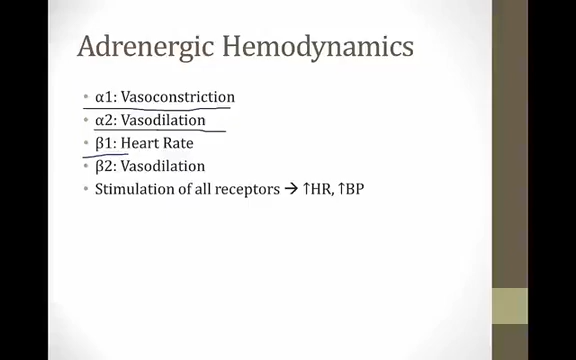 Adrenergic Hemodynamics
• α1: Vasoconstriction
• α2: Vasodilation
• β1: Heart Rate
• β2: Vasodilation
• Stimulation of all receptors → ↑HR, ↑BP